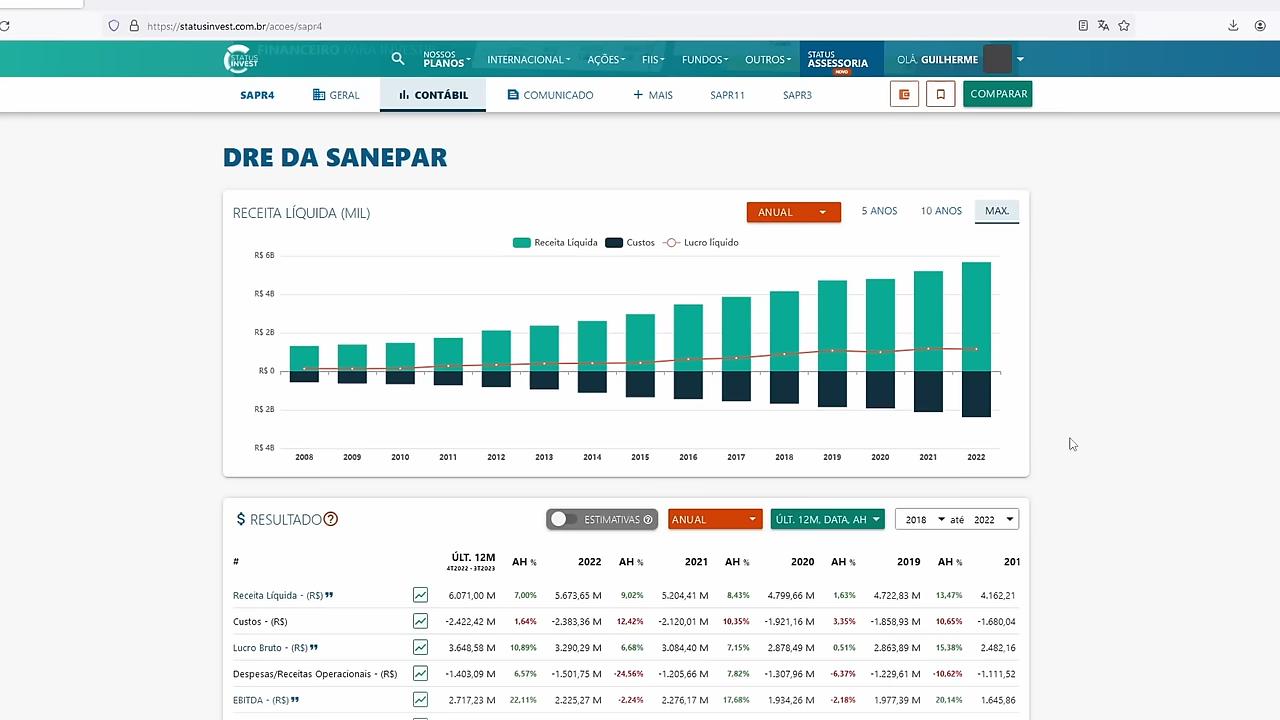 https://statusinvest.com.br/acoes/sapr4
FINANCEIRO PARA INVEST
STATUS INVEST
NOSSOS PLANOS
INTERNACIONAL
AÇÕES
FIIS
FUNDOS
OUTROS
STATUS ASSESSORIA
NOVO
OLÁ, GUILHERME
SAPR4
GERAL
CONTÁBIL
COMUNICADO
MAIS
SAPR11
SAPR3
COMPARAR
DRE DA SANEPAR
RECEITA LÍQUIDA (MIL)
ANUAL
5 ANOS
10 ANOS
MAX.
Receita Líquida
Custos
Lucro líquido
R$ 6B
R$ 4B
R$ 2B
R$ 0
R$ 2B
R$ 4B
2008 2009 2010 2011 2012 2013 2014 2015 2016 2017 2018 2019 2020 2021 2022
$ RESULTADO
ESTIMATIVAS
ANUAL
ÚLT. 12M, DATA, AH
2018 até 2022
# ÚLT. 12M AH % 2022 AH % 2021 AH % 2020 AH % 2019 AH % 201
4T2022 - 3T2023
Receita Líquida - (R$) 6.071,00 M 7,00% 5.673,65 M 9,02% 5.204,41 M 8,43% 4.799,66 M 1,63% 4.722,83 M 13,47% 4.162,21
Custos - (R$) -2.422,42 M 1,64% -2.383,36 M 12,42% -2.120,01 M 10,35% -1.921,16 M 3,35% -1.858,93 M 10,65% -1.680,04
Lucro Bruto - (R$) 3.648,58 M 10,89% 3.290,29 M 6,68% 3.084,40 M 7,15% 2.878,49 M 0,51% 2.863,89 M 15,38% 2.482,16
Despesas/Receitas Operacionais - (R$) -1.403,09 M 6,57% -1.501,75 M -24,56% -1.205,66 M 7,82% -1.307,96 M -6,37% -1.229,61 M -10,62% -1.111,52
EBITDA - (R$) 2.717,23 M 22,11% 2.225,27 M -2,24% 2.276,17 M 17,68% 1.934,26 M -2,18% 1.977,39 M 20,14% 1.645,86